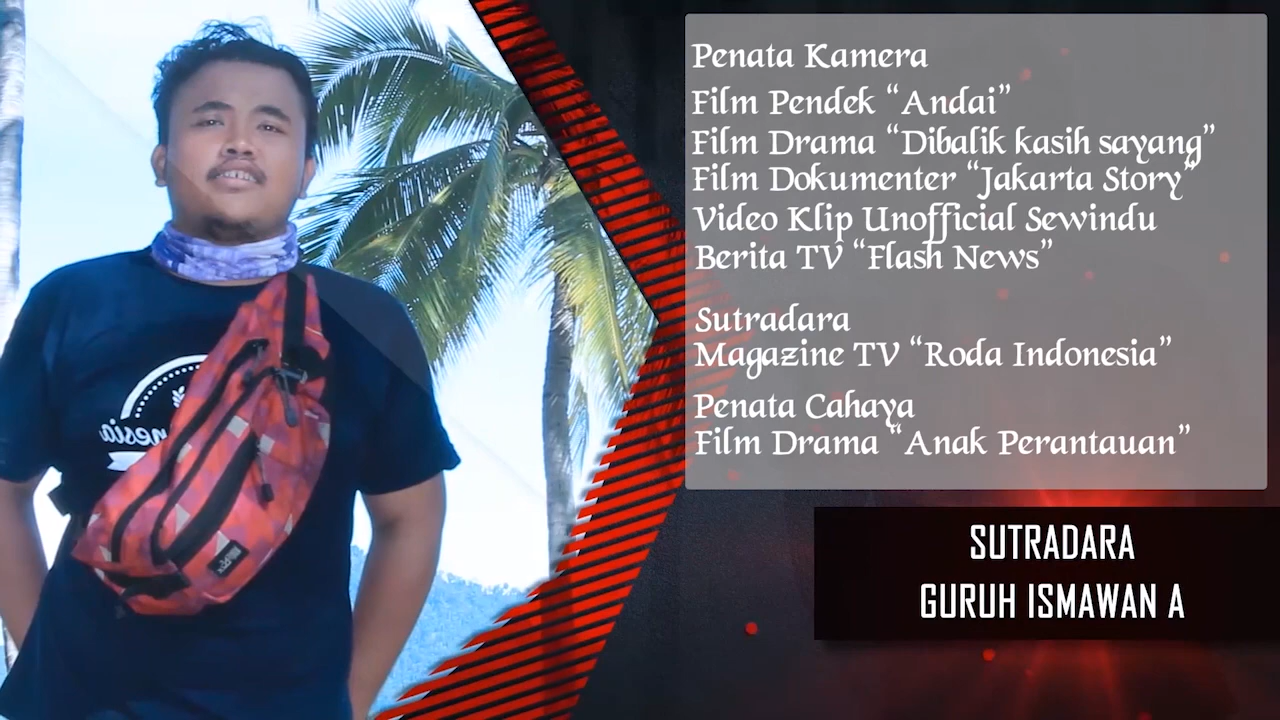 Penata Kamera
Film Pendek “Andai”
Film Drama “Dibalik kasih sayang”
Film Dokumenter “Jakarta Story”
Video Klip Unofficial Sewindu
Berita TV “Flash News”
Sutradara
Magazine TV “Roda Indonesia”
Penata Cahaya
Film Drama “Anak Perantauan”
SUTRADARA
GURUH ISMAWAN A